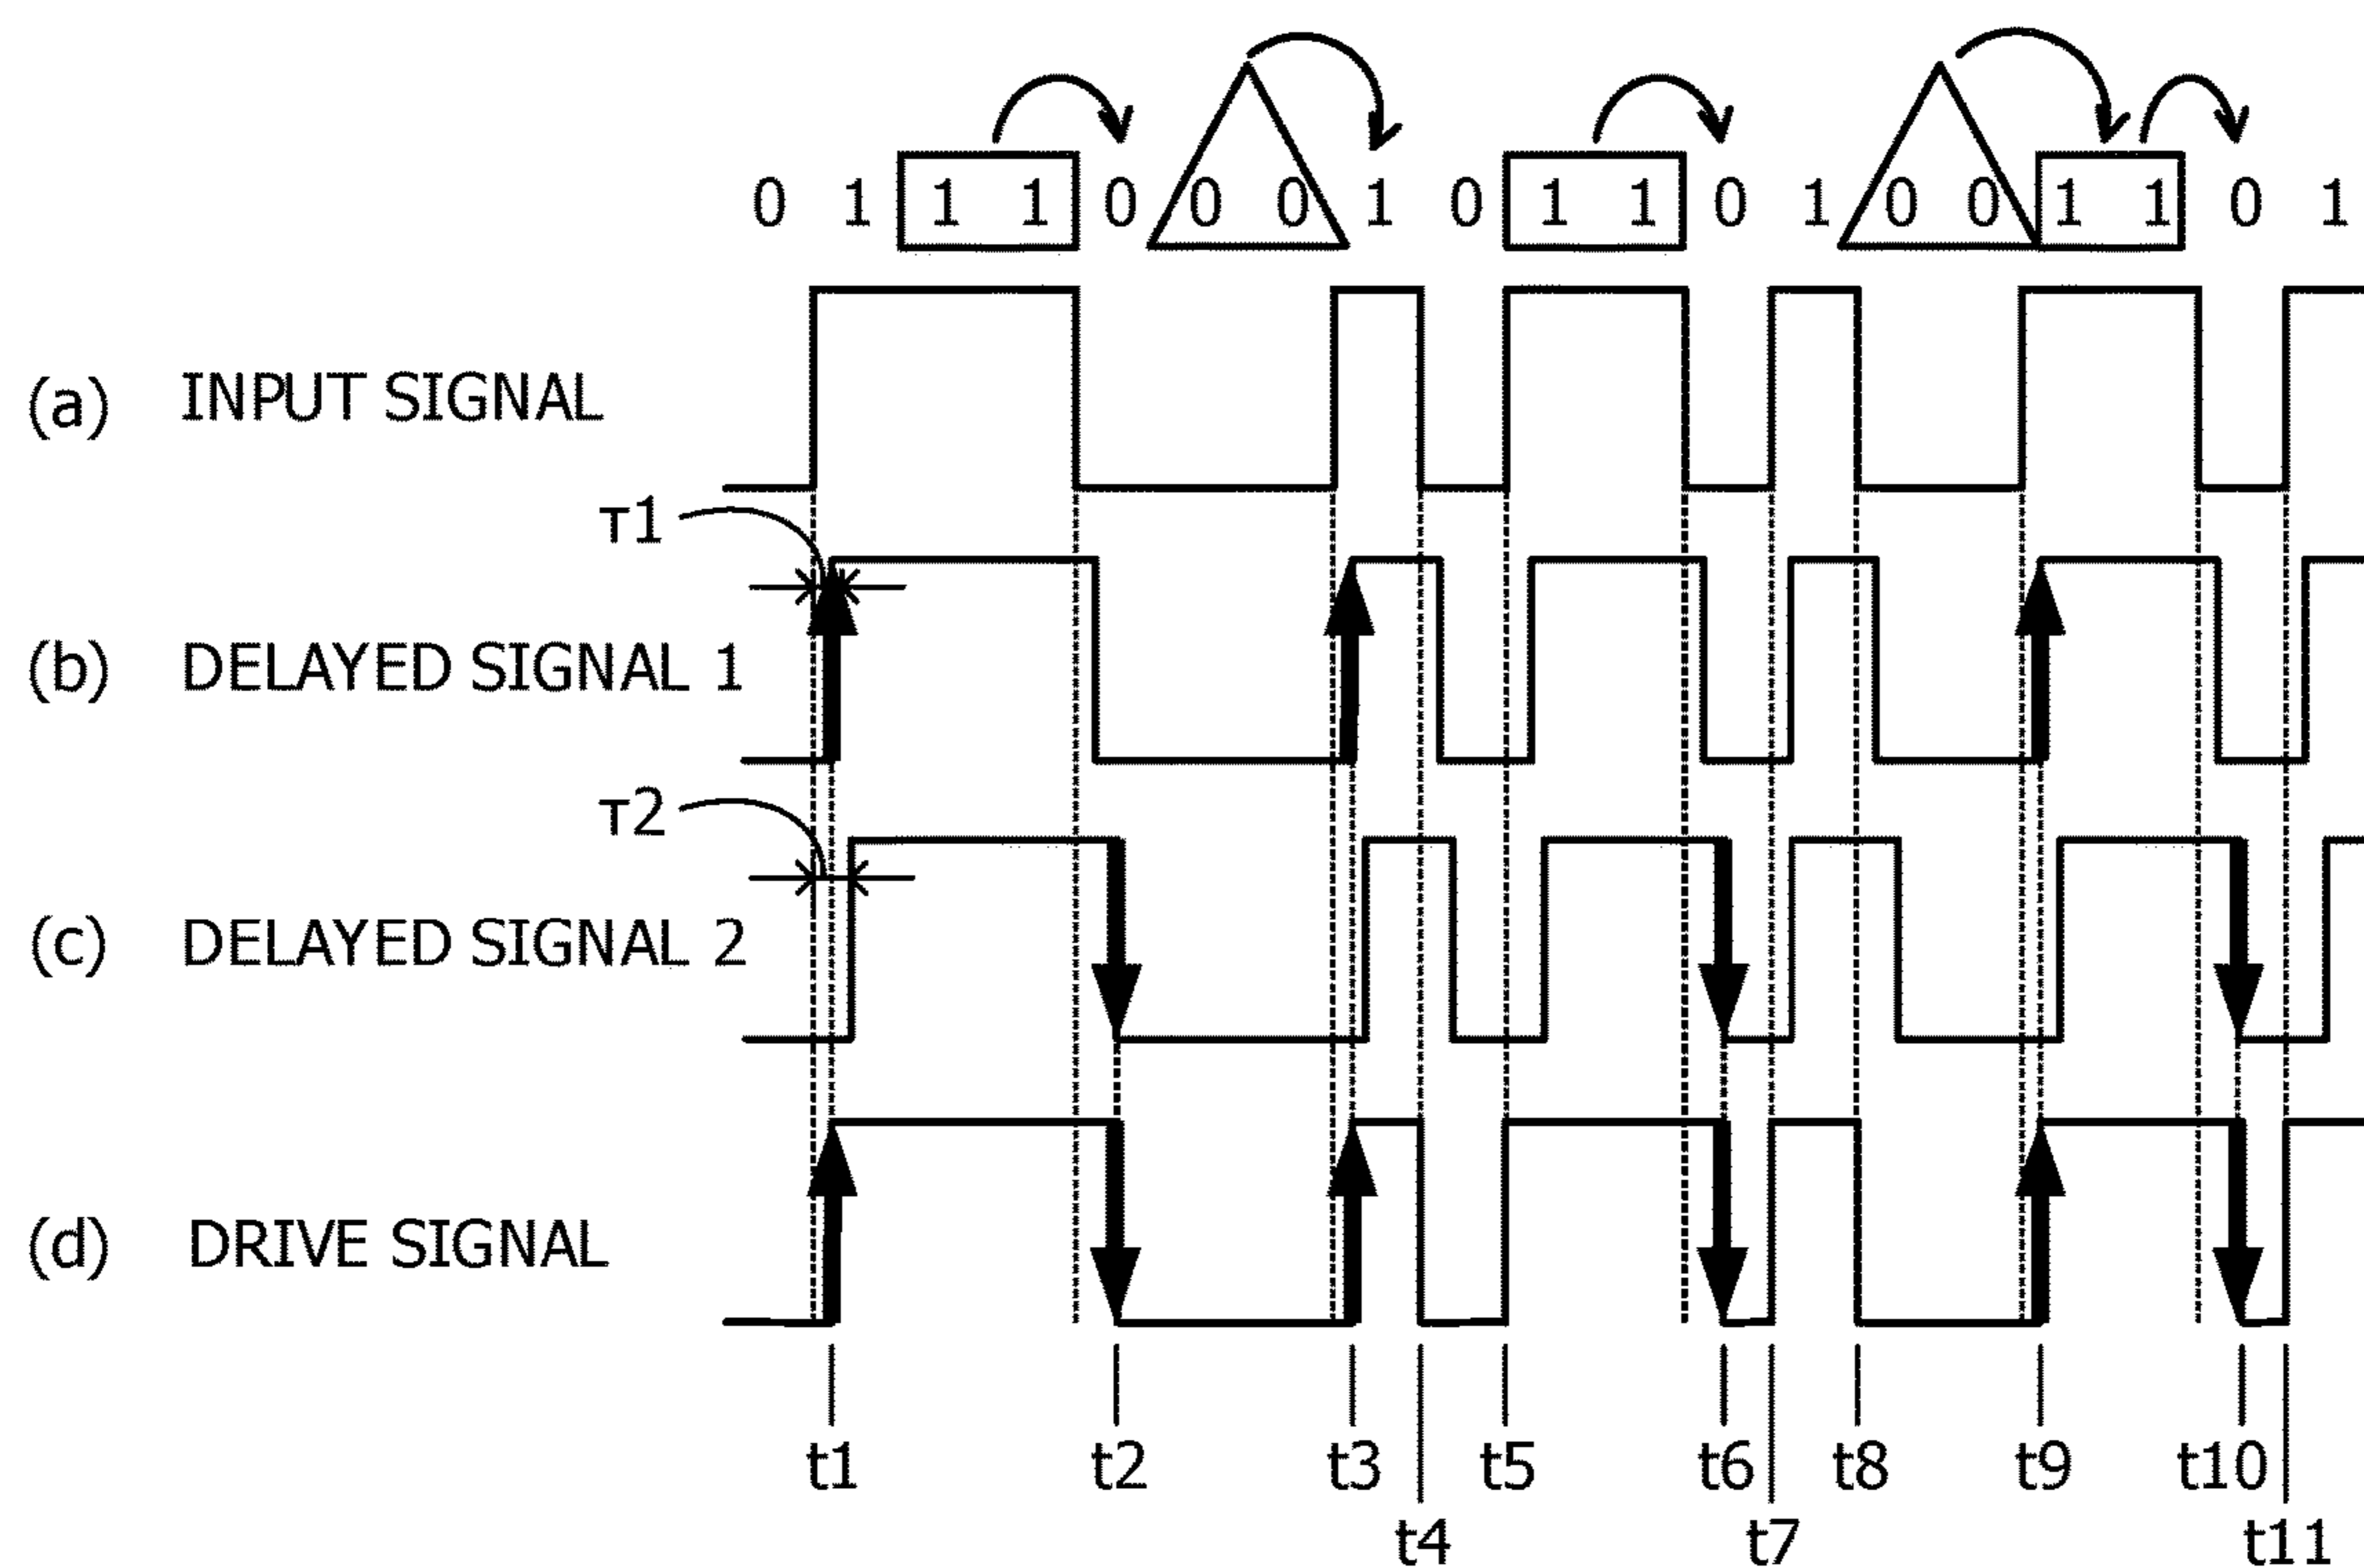 0 1 1 1 0 0 0 1 0 1 1 0 1 0 0 1 1 0 1
(a) INPUT SIGNAL
τ1
(b) DELAYED SIGNAL 1
τ2
(c) DELAYED SIGNAL 2
(d) DRIVE SIGNAL
t1 t2 t3 t5 t6 t8 t9 t10
t4 t7 t11